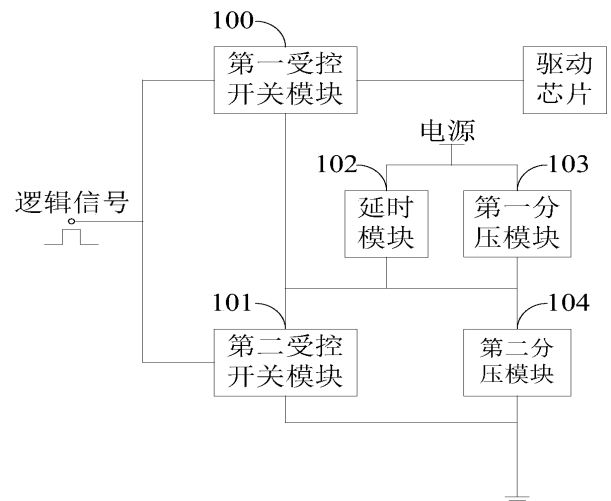 100
第一受控
开关模块
驱动
芯片
电源
102
103
延时
模块
第一分
压模块
逻辑信号
101
104
第二受控
开关模块
第二分
压模块